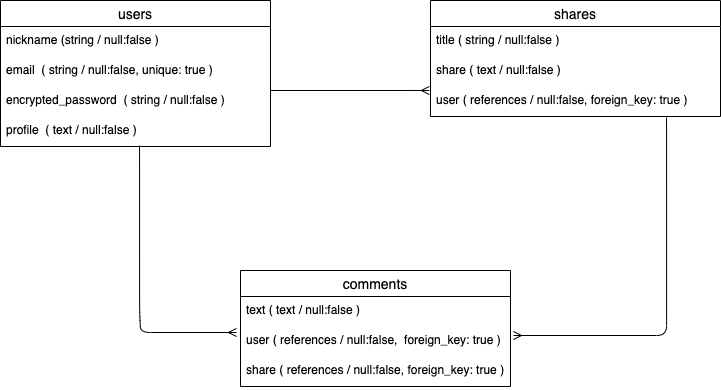 users
nickname (string / null:false )
email ( string / null:false, unique: true )
encrypted_password ( string / null:false )
profile ( text / null:false )
shares
title ( string / null:false )
share ( text / null:false )
user ( references / null:false, foreign_key: true )
comments
text ( text / null:false )
user ( references / null:false, foreign_key: true )
share ( references / null:false, foreign_key: true )